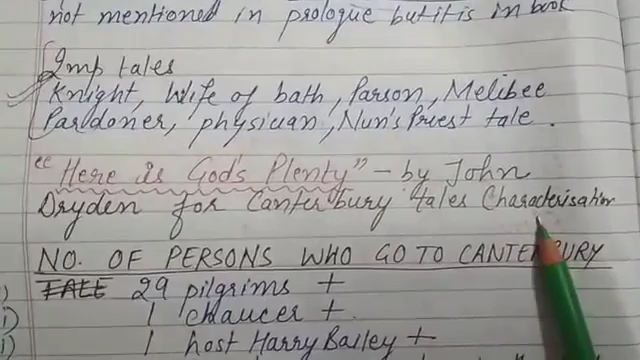 not mentioned in prologue but it is in book
Imp tales
Knight, Wife of bath, Parson, Melibee
Pardoner, physician, Nun's Priest tale.
"Here is God's Plenty" - by John
Dryden for Canterbury tales Characterisation
NO. OF PERSONS WHO GO TO CANTERBURY
29 pilgrims +
i) 1 Chaucer +
i) 1 host Harry Bailey +